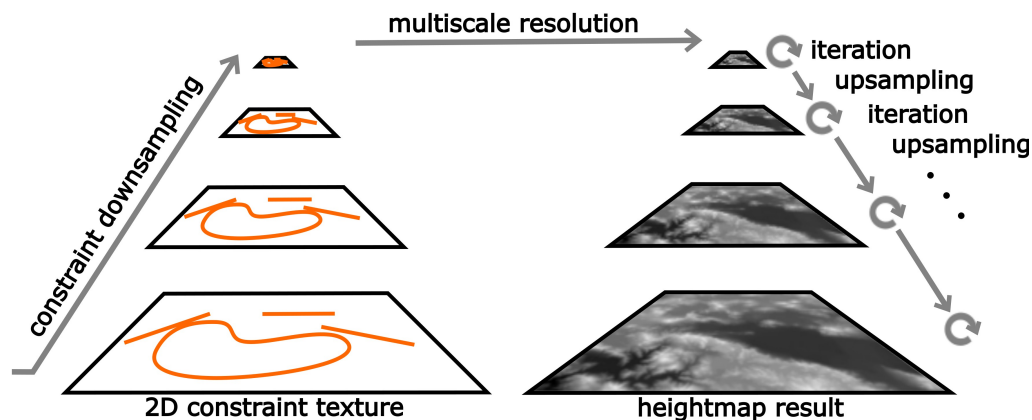 multiscale resolution
iteration
upsampling
iteration
upsampling
constraint downsampling
2D constraint texture
heightmap result